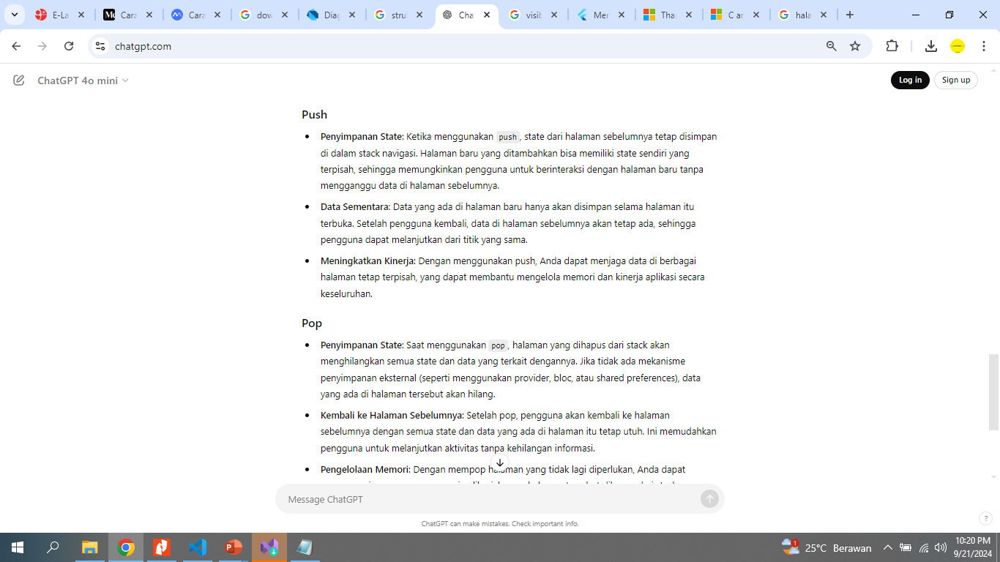 E-La
Cara
Cara
dov
Diag
stru
Cha
visib
Mer
Thar
C ar
hala
chatgpt.com
ChatGPT 4o mini
Log in
Sign up
Push
Penyimpanan State: Ketika menggunakan push, state dari halaman sebelumnya tetap disimpan
di dalam stack navigasi. Halaman baru yang ditambahkan bisa memiliki state sendiri yang
terpisah, sehingga memungkinkan pengguna untuk berinteraksi dengan halaman baru tanpa
mengganggu data di halaman sebelumnya.
Data Sementara: Data yang ada di halaman baru hanya akan disimpan selama halaman itu
terbuka. Setelah pengguna kembali, data di halaman sebelumnya akan tetap ada, sehingga
pengguna dapat melanjutkan dari titik yang sama.
Meningkatkan Kinerja: Dengan menggunakan push, Anda dapat menjaga data di berbagai
halaman tetap terpisah, yang dapat membantu mengelola memori dan kinerja aplikasi secara
keseluruhan.
Pop
Penyimpanan State: Saat menggunakan pop, halaman yang dihapus dari stack akan
menghilangkan semua state dan data yang terkait dengannya. Jika tidak ada mekanisme
penyimpanan eksternal (seperti menggunakan provider, bloc, atau shared preferences), data
yang ada di halaman tersebut akan hilang.
Kembali ke Halaman Sebelumnya: Setelah pop, pengguna akan kembali ke halaman
sebelumnya dengan semua state dan data yang ada di halaman itu tetap utuh. Ini memudahkan
pengguna untuk melanjutkan aktivitas tanpa kehilangan informasi.
Pengelolaan Memori: Dengan mempop halaman yang tidak lagi diperlukan, Anda dapat
Message ChatGPT
ChatGPT can make mistakes. Check important info.
?
1
25°C Berawan
10:20 PM
9/21/2024